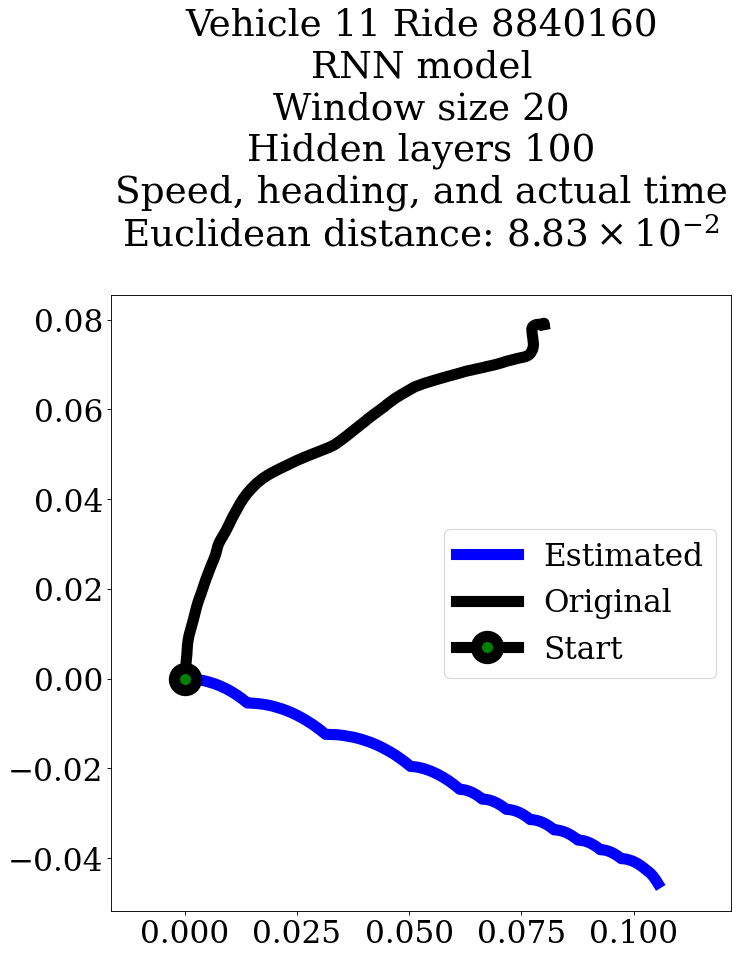 Vehicle 11 Ride 8840160
RNN model
Window size 20
Hidden layers 100
Speed, heading, and actual time
Euclidean distance: 8.83 × 10⁻²
0.08
0.06
0.04
0.02
0.00
−0.02
−0.04
Estimated
Original
Start
0.000 0.025 0.050 0.075 0.100